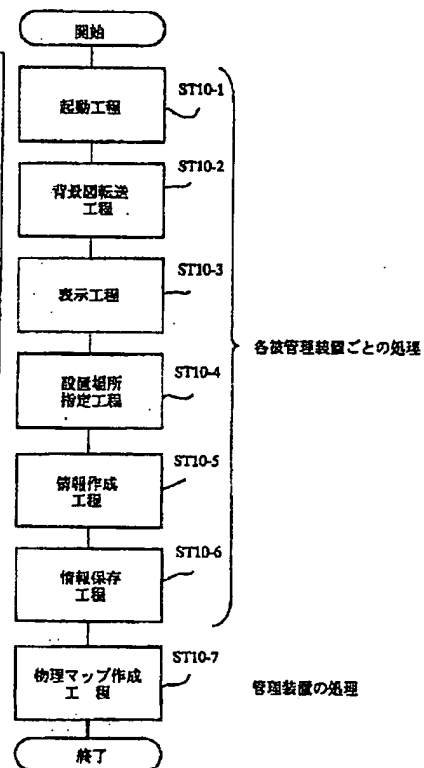 開始
ST10-1
起動工程
ST10-2
背景図転送
工程
ST10-3
表示工程
各被管理装置ごとの処理
ST10-4
設置場所
指定工程
ST10-5
情報作成
工程
ST10-6
情報保存
工程
ST10-7
物理マップ作成
工 程
管理装置の処理
終了